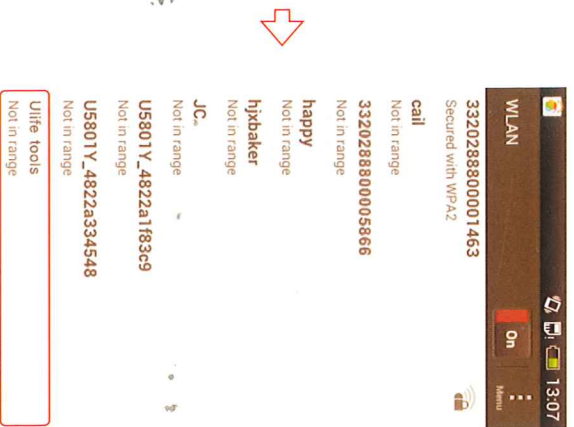 13:07
WLAN
On
Menu
3320288800001463
Secured with WPA2
cail
Not in range
3320288800005866
Not in range
happy
Not in range
hjxbaker
Not in range
JC
Not in range
U5801Y_4822a1f83c9
Not in range
U5801Y_4822a334548
Not in range
Ulife tools
Not in range